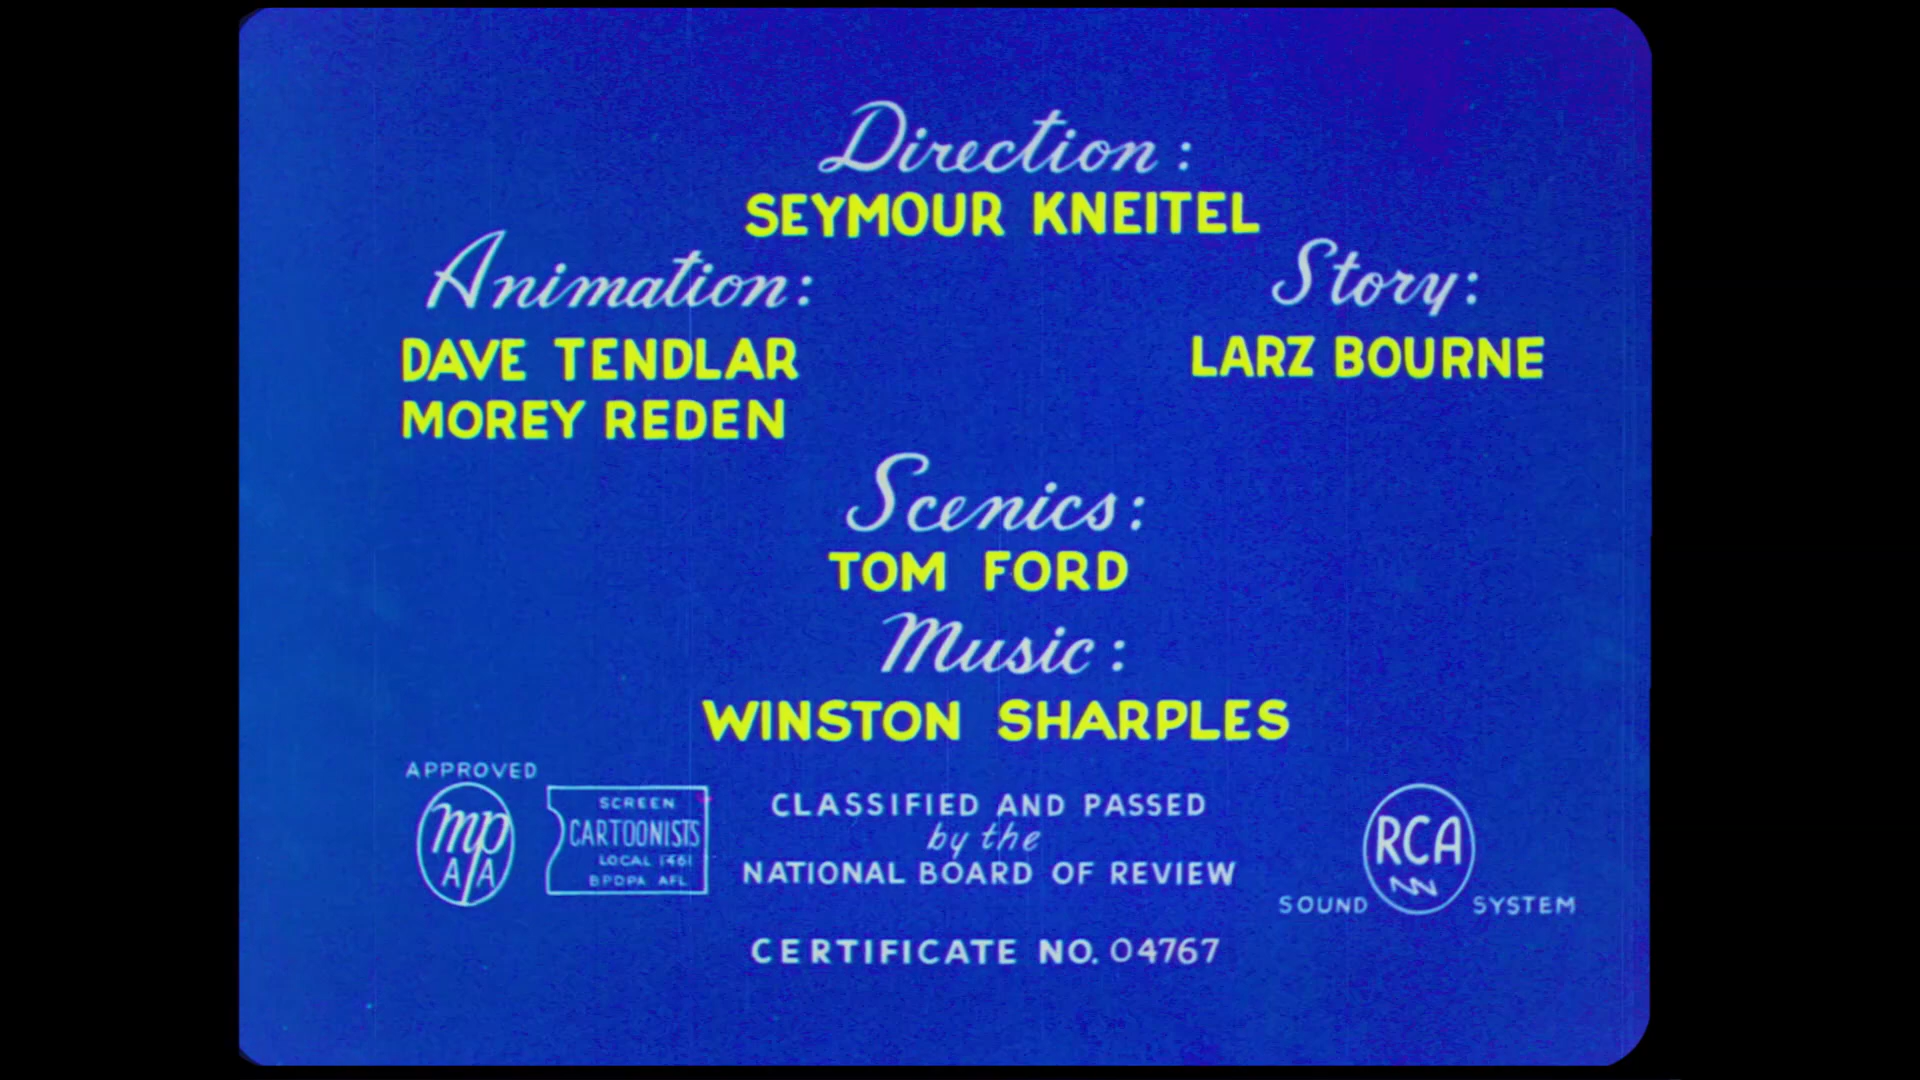 Direction:
SEYMOUR KNEITEL
Animation:
DAVE TENDLAR
MOREY REDEN
Story:
LARZ BOURNE
Scenics:
TOM FORD
Music:
WINSTON SHARPLES
APPROVED
MPAA
SCREEN
CARTOONISTS
LOCAL 1461
BPDPA AFL
CLASSIFIED AND PASSED
by the
NATIONAL BOARD OF REVIEW
CERTIFICATE NO. 04767
RCA
SOUND SYSTEM